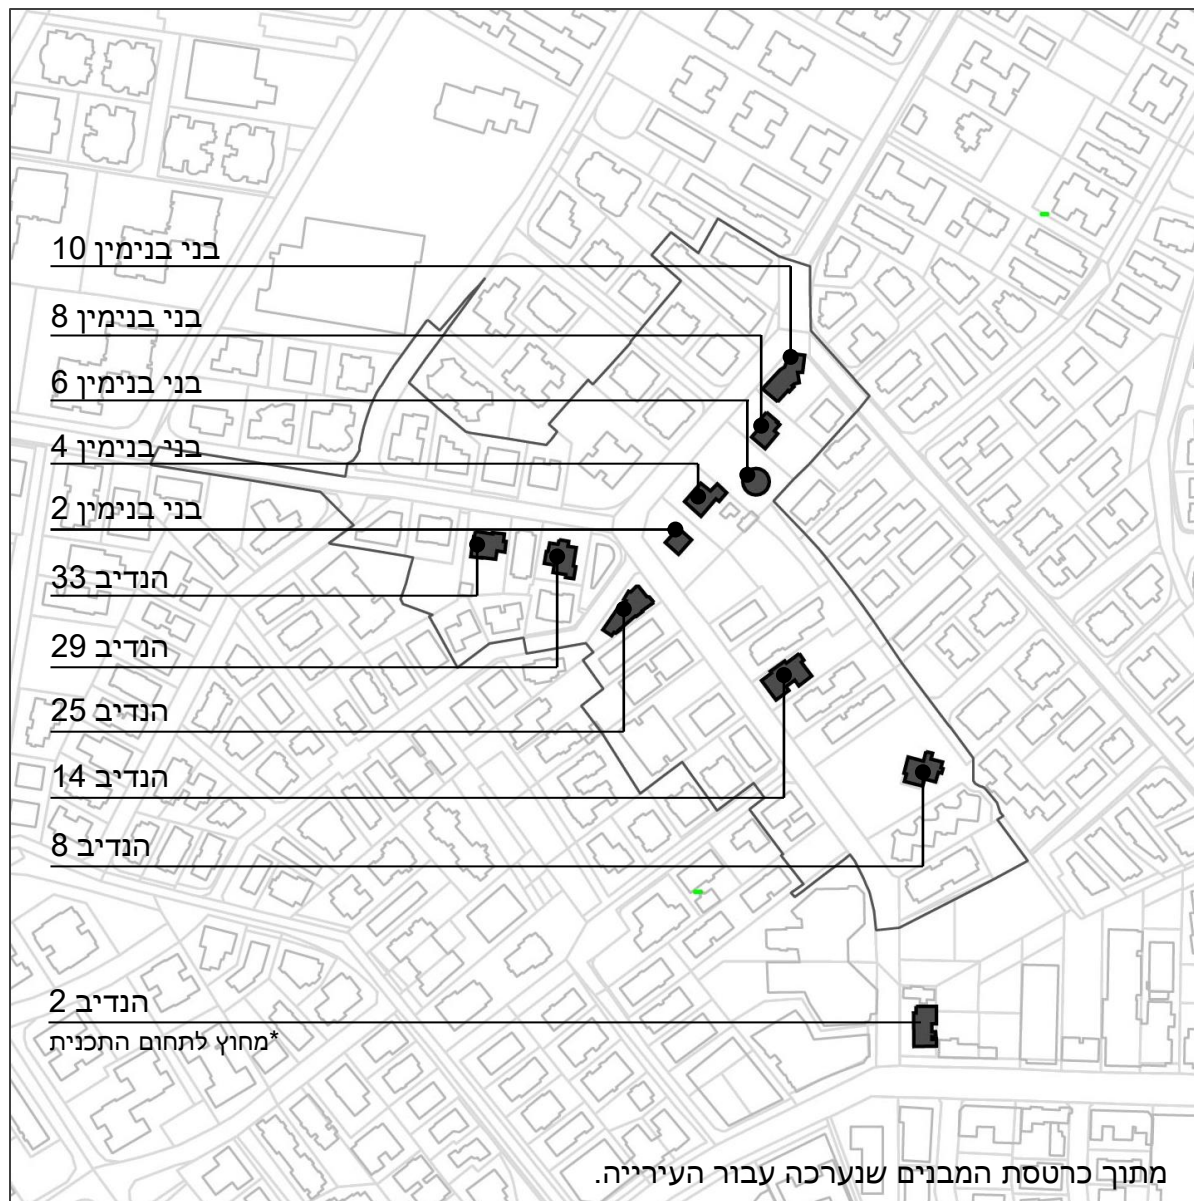 בני בנימין 10
בני בנימין 8
בני בנימין 6
בני בנימין 4
בני בנימין 2
הנדיב 33
הנדיב 29
הנדיב 25
הנדיב 14
הנדיב 8
הנדיב 2
*מחוץ לתחום התכנית
מתוך כרטסת המבנים שנערכה עבור העירייה.